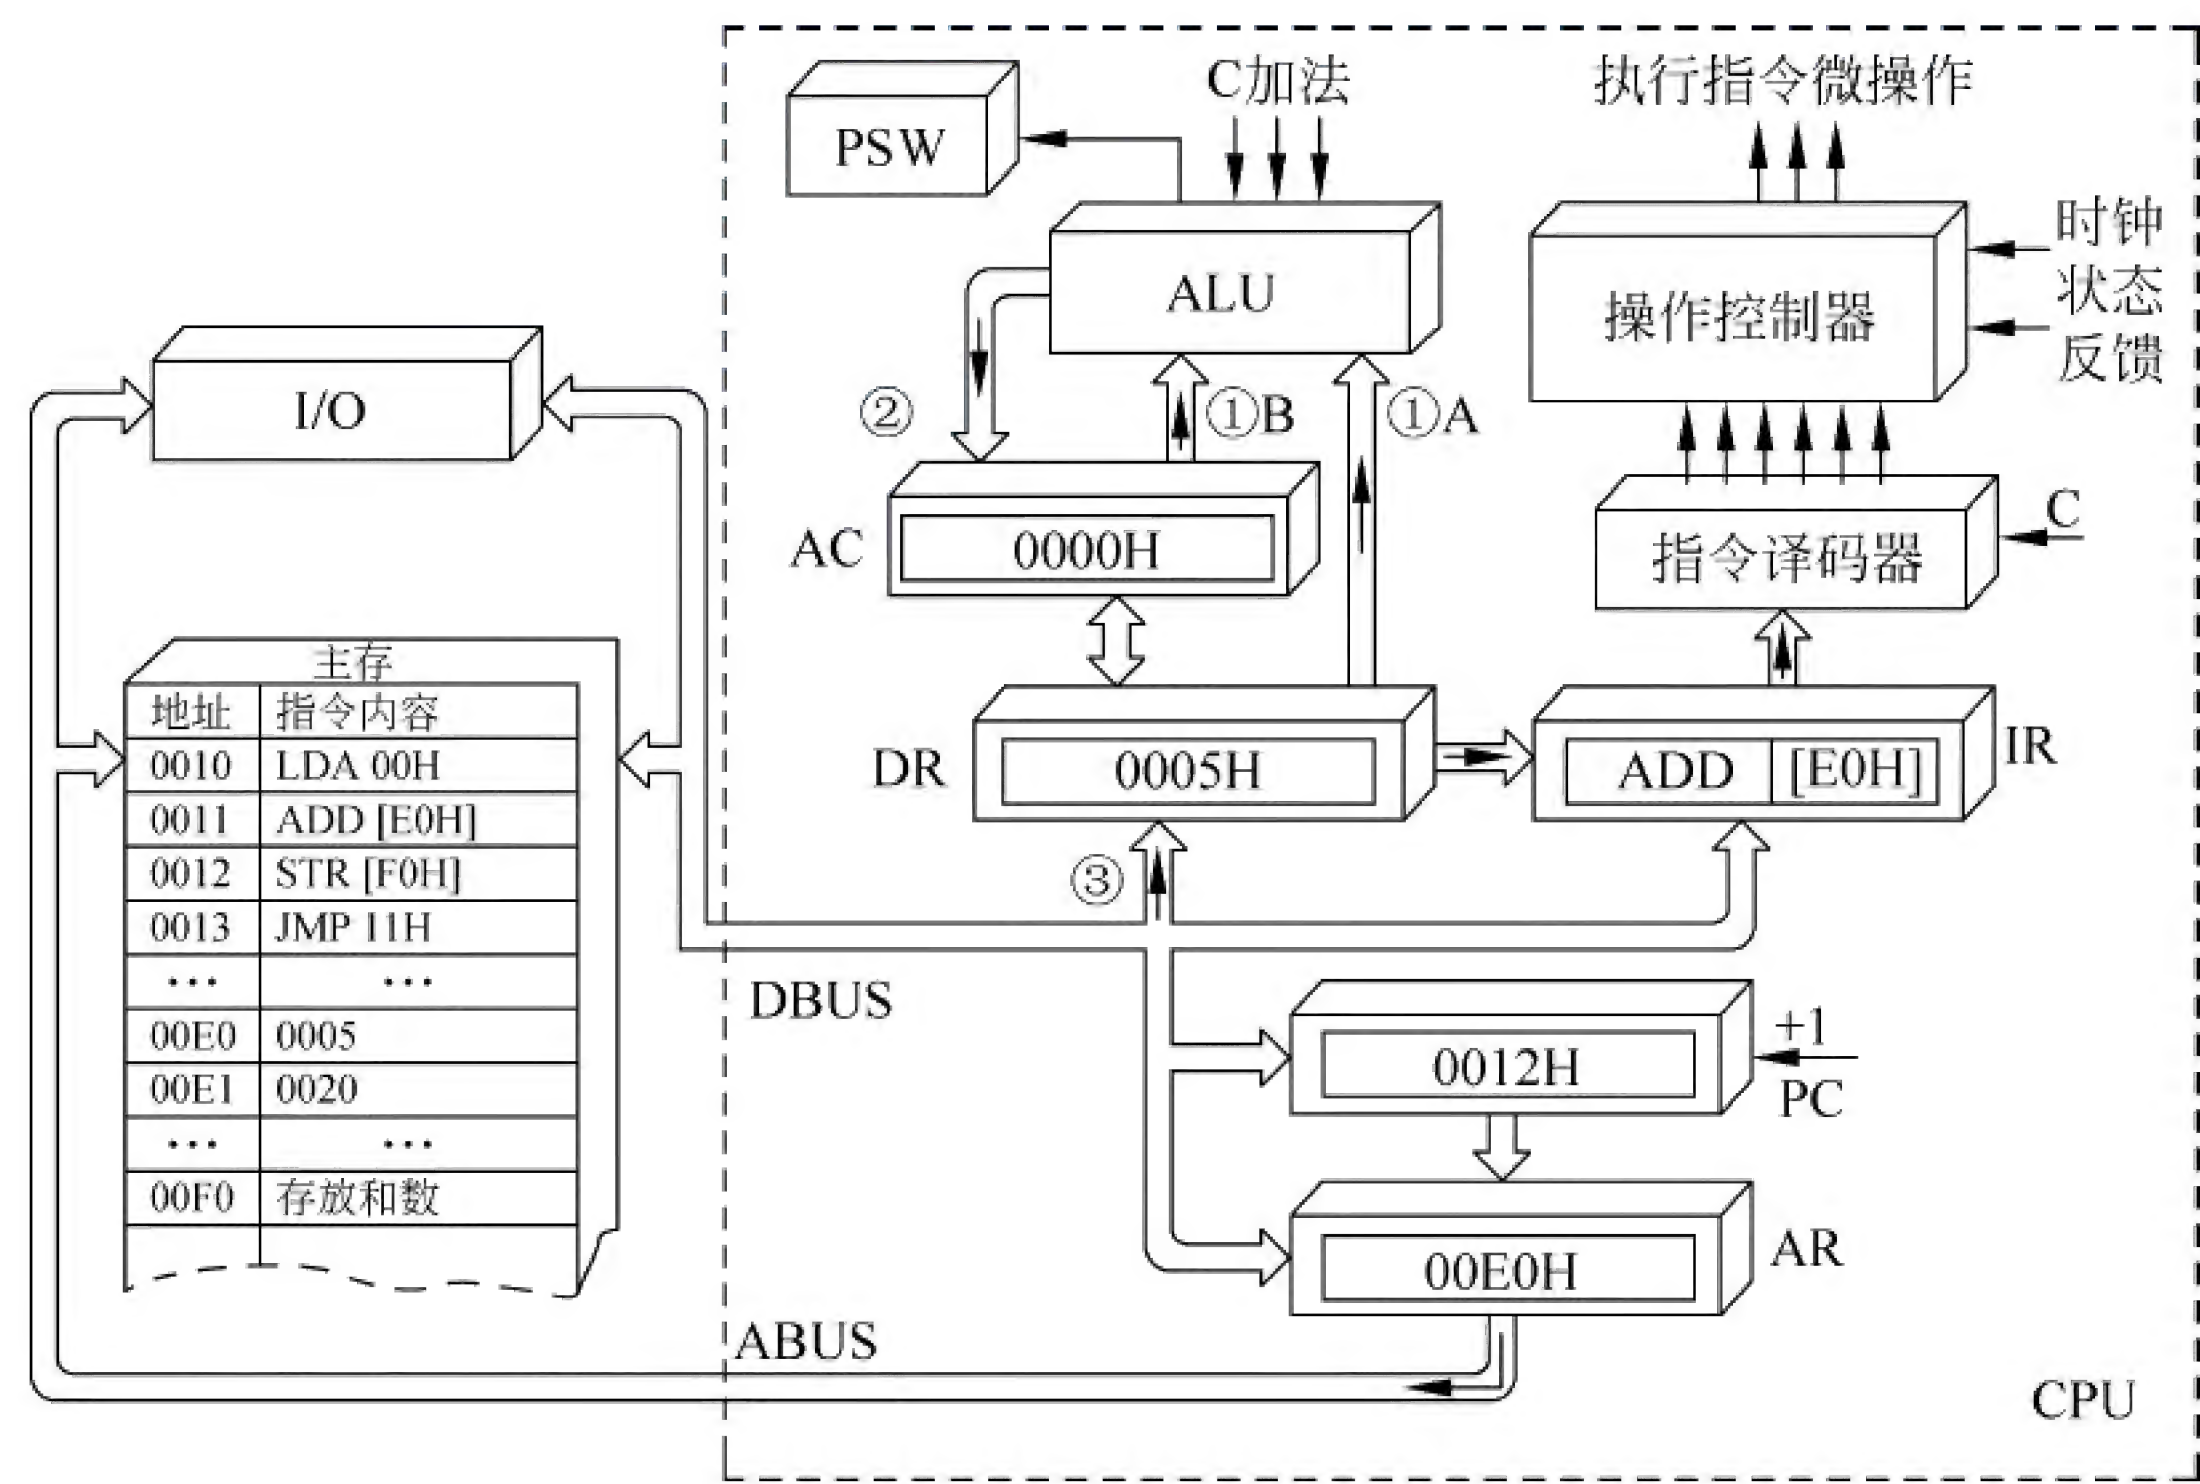 C加法
执行指令微操作
PSW
时钟
状态
反馈
ALU
操作控制器
I/O
②
①B
①A
C
AC
0000H
指令译码器
主存
地址 指令内容
0010 LDA 00H
0011 ADD [E0H]
0012 STR [F0H]
0013 JMP 11H
… …
00E0 0005
00E1 0020
… …
00F0 存放和数
DR
0005H
ADD [E0H]
IR
③
DBUS
0012H
+1
PC
00E0H
AR
ABUS
CPU